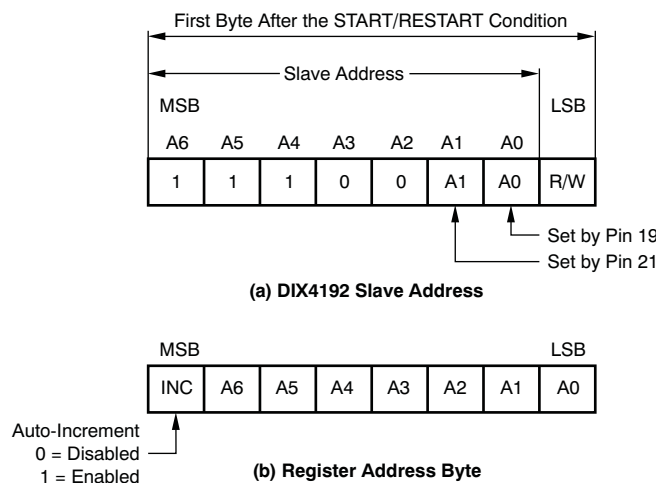 First Byte After the START/RESTART Condition
Slave Address
MSB LSB
A6 A5 A4 A3 A2 A1 A0
1 1 1 0 0 A1 A0 R/W
Set by Pin 19
Set by Pin 21
(a) DIX4192 Slave Address
MSB LSB
INC A6 A5 A4 A3 A2 A1 A0
Auto-Increment
0 = Disabled
1 = Enabled
(b) Register Address Byte